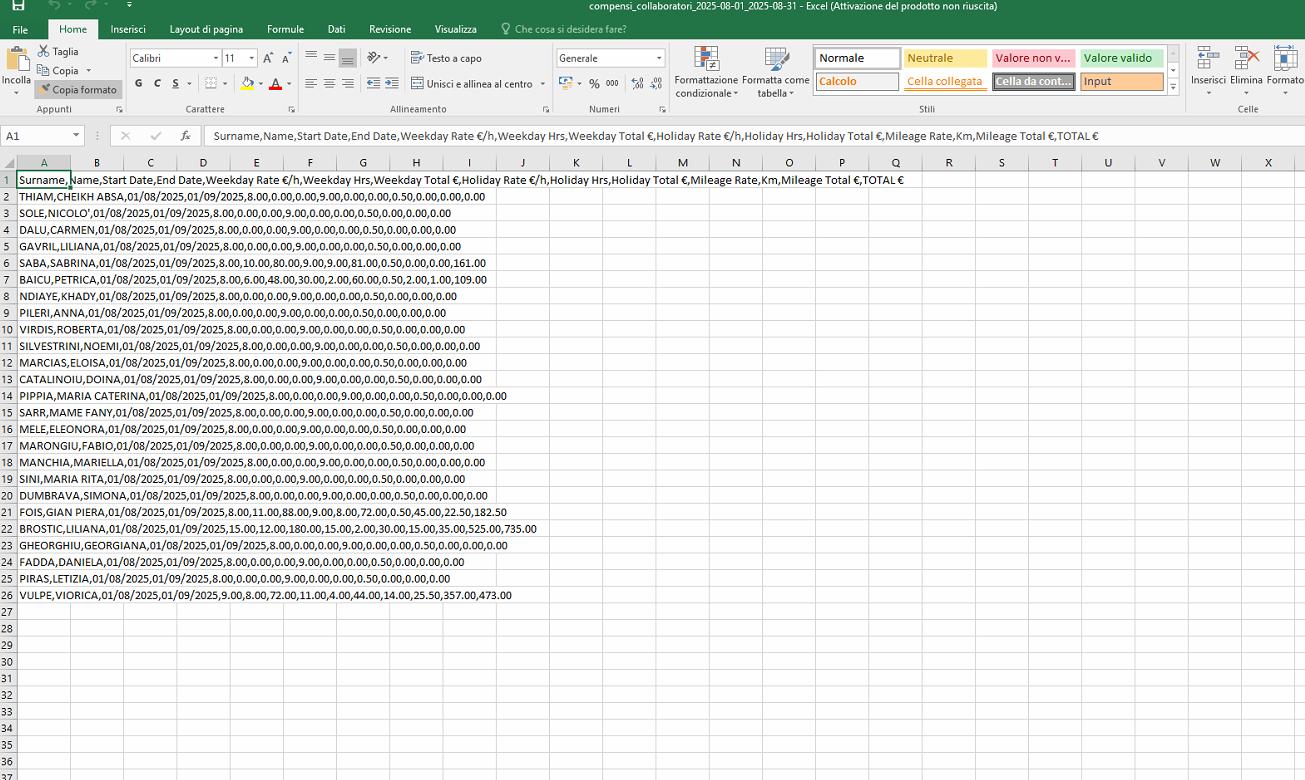 compensi_collaboratori_2025-08-01_2025-08-31 - Excel (Attivazione del prodotto non riuscita)
File Home Inserisci Layout di pagina Formule Dati Revisione Visualizza Che cosa si desidera fare?
Incolla
Taglia
Copia
Copia formato
Appunti
Calibri 11
G C S
Carattere
Testo a capo
Unisci e allinea al centro
Allineamento
Generale
% 000
Numeri
Formattazione condizionale
Formatta come tabella
Normale Neutrale Valore non v... Valore valido
Calcolo Cella collegata Cella da cont... Input
Stili
Inserisci Elimina Formato
Celle
A1 fx Surname,Name,Start Date,End Date,Weekday Rate €/h,Weekday Hrs,Weekday Total €,Holiday Rate €/h,Holiday Hrs,Holiday Total €,Mileage Rate,Km,Mileage Total €,TOTAL €
A B C D E F G H I J K L M N O P Q R S T U V W X
1 Surname,Name,Start Date,End Date,Weekday Rate €/h,Weekday Hrs,Weekday Total €,Holiday Rate €/h,Holiday Hrs,Holiday Total €,Mileage Rate,Km,Mileage Total €,TOTAL €
2 THIAM,CHEIKH ABSA,01/08/2025,01/09/2025,8.00,0.00,0.00,9.00,0.00,0.00,0.50,0.00,0.00,0.00
3 SOLE,NICOLO',01/08/2025,01/09/2025,8.00,0.00,0.00,9.00,0.00,0.00,0.50,0.00,0.00,0.00
4 DALU,CARMEN,01/08/2025,01/09/2025,8.00,0.00,0.00,9.00,0.00,0.00,0.50,0.00,0.00,0.00
5 GAVRIL,LILIANA,01/08/2025,01/09/2025,8.00,0.00,0.00,9.00,0.00,0.00,0.50,0.00,0.00,0.00
6 SABA,SABRINA,01/08/2025,01/09/2025,8.00,10.00,80.00,9.00,9.00,81.00,0.50,0.00,0.00,161.00
7 BAICU,PETRICA,01/08/2025,01/09/2025,8.00,6.00,48.00,30.00,2.00,60.00,0.50,2.00,1.00,109.00
8 NDIAYE,KHADY,01/08/2025,01/09/2025,8.00,0.00,0.00,9.00,0.00,0.00,0.50,0.00,0.00,0.00
9 PILERI,ANNA,01/08/2025,01/09/2025,8.00,0.00,0.00,9.00,0.00,0.00,0.50,0.00,0.00,0.00
10 VIRDIS,ROBERTA,01/08/2025,01/09/2025,8.00,0.00,0.00,9.00,0.00,0.00,0.50,0.00,0.00,0.00
11 SILVESTRINI,NOEMI,01/08/2025,01/09/2025,8.00,0.00,0.00,9.00,0.00,0.00,0.50,0.00,0.00,0.00
12 MARCIAS,ELOISA,01/08/2025,01/09/2025,8.00,0.00,0.00,9.00,0.00,0.00,0.50,0.00,0.00,0.00
13 CATALINOIU,DOINA,01/08/2025,01/09/2025,8.00,0.00,0.00,9.00,0.00,0.00,0.50,0.00,0.00,0.00
14 PIPPIA,MARIA CATERINA,01/08/2025,01/09/2025,8.00,0.00,0.00,9.00,0.00,0.00,0.50,0.00,0.00,0.00
15 SARR,MAME FANY,01/08/2025,01/09/2025,8.00,0.00,0.00,9.00,0.00,0.00,0.50,0.00,0.00,0.00
16 MELE,ELEONORA,01/08/2025,01/09/2025,8.00,0.00,0.00,9.00,0.00,0.00,0.50,0.00,0.00,0.00
17 MARONGIU,FABIO,01/08/2025,01/09/2025,8.00,0.00,0.00,9.00,0.00,0.00,0.50,0.00,0.00,0.00
18 MANCHIA,MARIELLA,01/08/2025,01/09/2025,8.00,0.00,0.00,9.00,0.00,0.00,0.50,0.00,0.00,0.00
19 SINI,MARIA RITA,01/08/2025,01/09/2025,8.00,0.00,0.00,9.00,0.00,0.00,0.50,0.00,0.00,0.00
20 DUMBRAVA,SIMONA,01/08/2025,01/09/2025,8.00,0.00,0.00,9.00,0.00,0.00,0.50,0.00,0.00,0.00
21 FOIS,GIAN PIERA,01/08/2025,01/09/2025,8.00,11.00,88.00,9.00,8.00,72.00,0.50,45.00,22.50,182.50
22 BROSTIC,LILIANA,01/08/2025,01/09/2025,15.00,12.00,180.00,15.00,2.00,30.00,15.00,35.00,525.00,735.00
23 GHEORGHIU,GEORGIANA,01/08/2025,01/09/2025,8.00,0.00,0.00,9.00,0.00,0.00,0.50,0.00,0.00,0.00
24 FADDA,DANIELA,01/08/2025,01/09/2025,8.00,0.00,0.00,9.00,0.00,0.00,0.50,0.00,0.00,0.00
25 PIRAS,LETIZIA,01/08/2025,01/09/2025,8.00,0.00,0.00,9.00,0.00,0.00,0.50,0.00,0.00,0.00
26 VULPE,VIORICA,01/08/2025,01/09/2025,9.00,8.00,72.00,11.00,4.00,44.00,14.00,25.50,357.00,473.00
27
28
29
30
31
32
33
34
35
36
37